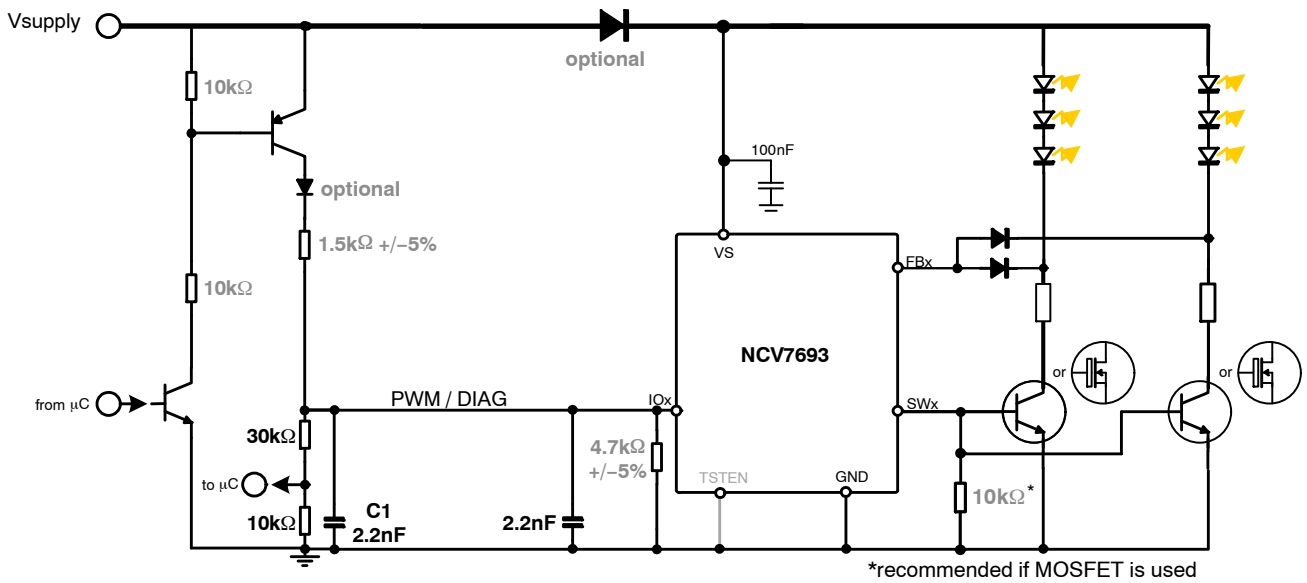 Vsupply
optional
10kΩ
optional
100nF
1.5kΩ +/−5%
VS
FBx
10kΩ
NCV7693
or
or
from μC
PWM / DIAG
IOx
SWx
30kΩ
4.7kΩ
+/−5%
to μC
TSTEN
GND
10kΩ
C1
2.2nF
2.2nF
10kΩ*
*recommended if MOSFET is used